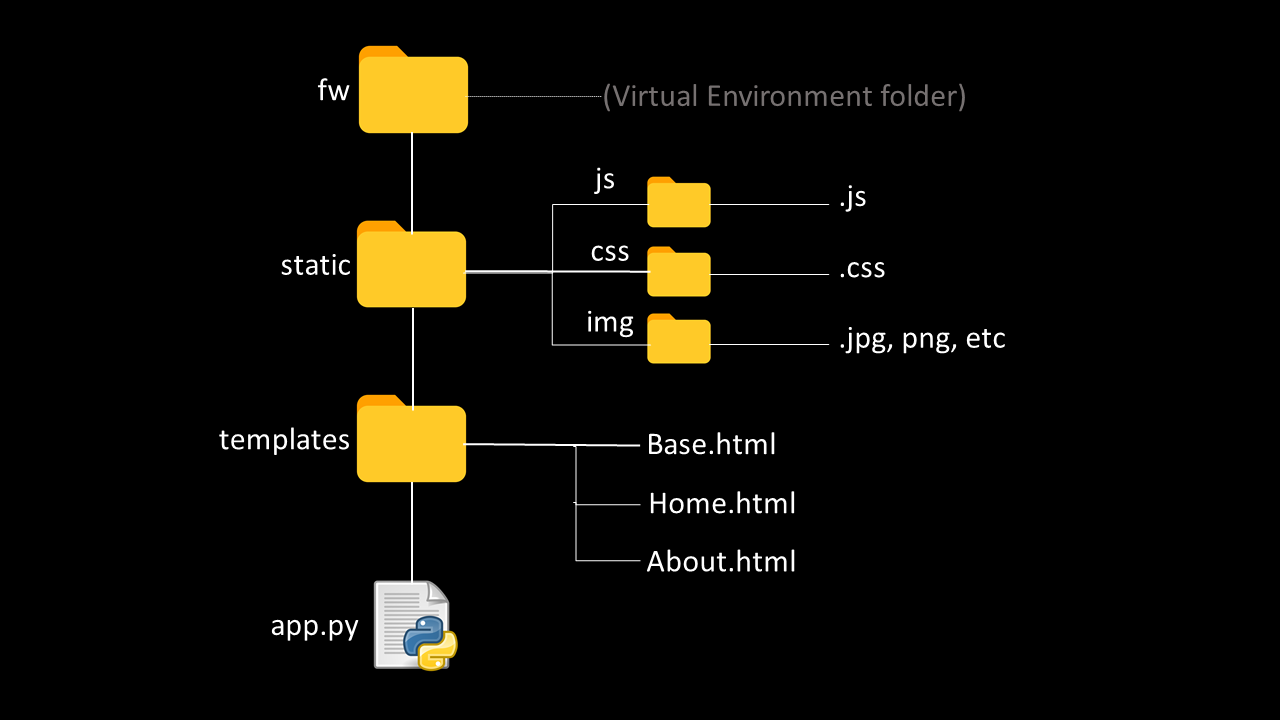 fw
(Virtual Environment folder)
js
.js
static
css
.css
img
.jpg, png, etc
templates
Base.html
Home.html
About.html
app.py